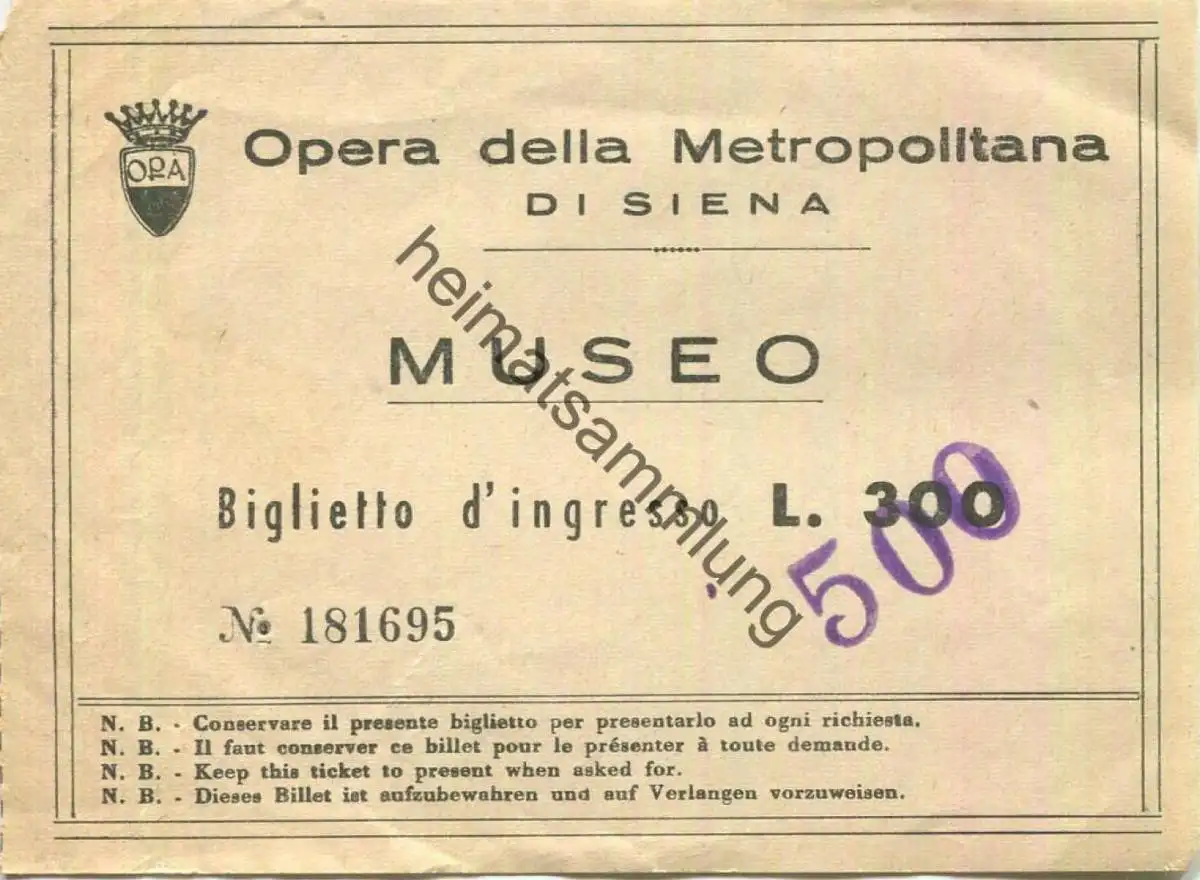 OPA
Opera della Metropolitana
DI SIENA
MUSEO
Biglietto d'ingresso L. 300
500
№ 181695
N. B. - Conservare il presente biglietto per presentarlo ad ogni richiesta.
N. B. - Il faut conserver ce billet pour le présenter à toute demande.
N. B. - Keep this ticket to present when asked for.
N. B. - Dieses Billet ist aufzubewahren und auf Verlangen vorzuweisen.
heimatsammlung